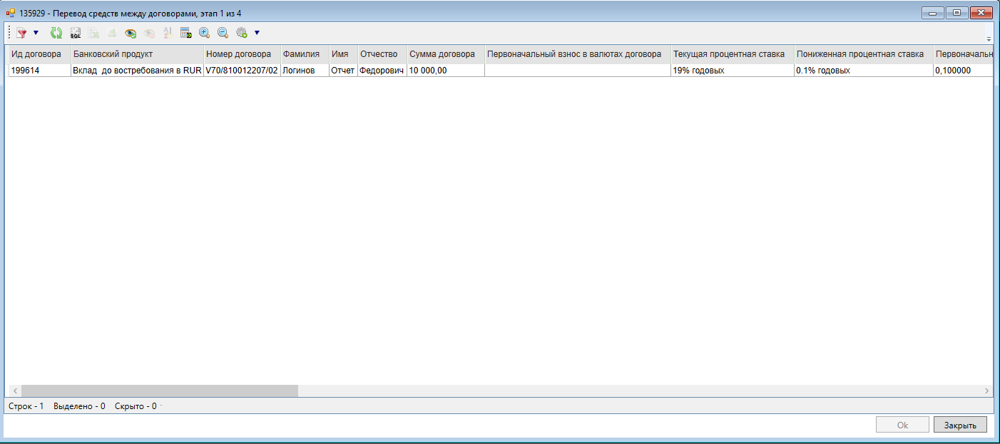 135929 - Перевод средств между договорами, этап 1 из 4
SQL
Ид договора Банковский продукт Номер договора Фамилия Имя Отчество Сумма договора Первоначальный взнос в валютах договора Текущая процентная ставка Пониженная процентная ставка Первоначальн
199614 Вклад до востребования в RUR V70/810012207/02 Логинов Отчет Федорович 10 000,00 19% годовых 0.1% годовых 0,100000
Строк - 1 Выделено - 0 Скрыто - 0
Ok Закрыть